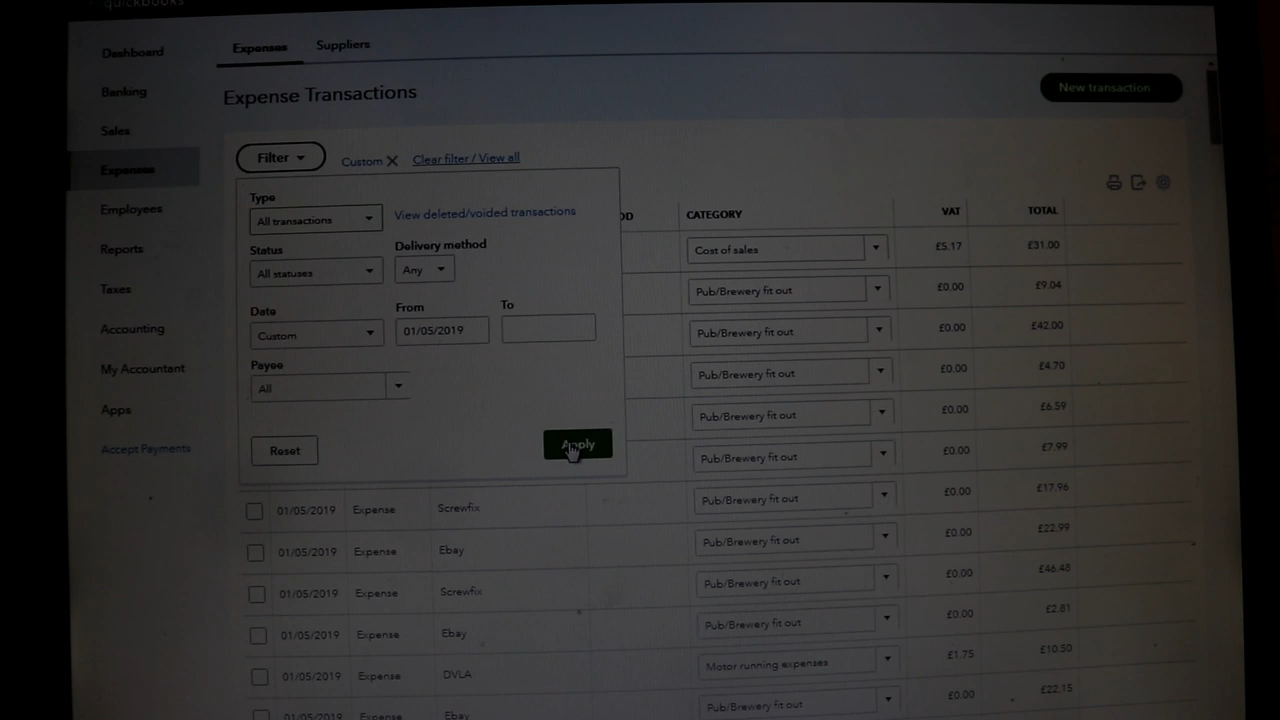 quickbooks
Dashboard
Banking
Sales
Expenses
Employees
Reports
Taxes
Accounting
My Accountant
Apps
Accept Payments
Expenses
Suppliers
Expense Transactions
New transaction
Filter
Custom
Clear filter / View all
Type
All transactions
View deleted/voided transactions
Status
All statuses
Delivery method
Any
Date
Custom
From
01/05/2019
To
Payee
All
Reset
Apply
OD CATEGORY VAT TOTAL
Cost of sales £5.17 £31.00
Pub/Brewery fit out £0.00 £9.04
Pub/Brewery fit out £0.00 £42.00
Pub/Brewery fit out £0.00 £4.70
Pub/Brewery fit out £0.00 £6.59
Pub/Brewery fit out £0.00 £7.99
01/05/2019 Expense Screwfix Pub/Brewery fit out £0.00 £17.96
01/05/2019 Expense Ebay Pub/Brewery fit out £0.00 £22.99
01/05/2019 Expense Screwfix Pub/Brewery fit out £0.00 £46.48
01/05/2019 Expense Ebay Pub/Brewery fit out £0.00 £2.81
01/05/2019 Expense DVLA Motor running expenses £1.75 £10.50
01/05/2019 Expense Ebay Pub/Brewery fit out £0.00 £22.15